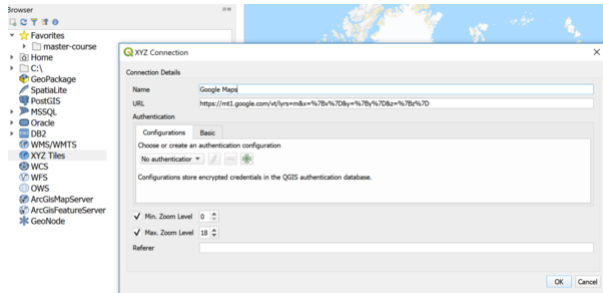 Browser
Favorites
master-course
Home
C:\
GeoPackage
SpatiaLite
PostGIS
MSSQL
Oracle
DB2
WMS/WMTS
XYZ Tiles
WCS
WFS
OWS
ArcGisMapServer
ArcGisFeatureServer
GeoNode
XYZ Connection
Connection Details
Name Google Maps
URL https://mt1.google.com/vt/lyrs=m&x=%7Bx%7D&y=%7By%7D&z=%7Bz%7D
Authentication
Configurations Basic
Choose or create an authentication configuration
No authentication
Configurations store encrypted credentials in the QGIS authentication database.
Min. Zoom Level 0
Max. Zoom Level 18
Referer
OK Cancel